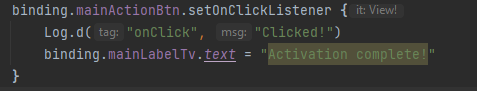 binding.mainActionBtn.setOnClickListener { it: View!
    Log.d( tag: "onClick", msg: "Clicked!")
    binding.mainLabelTv.text = "Activation complete!"
}